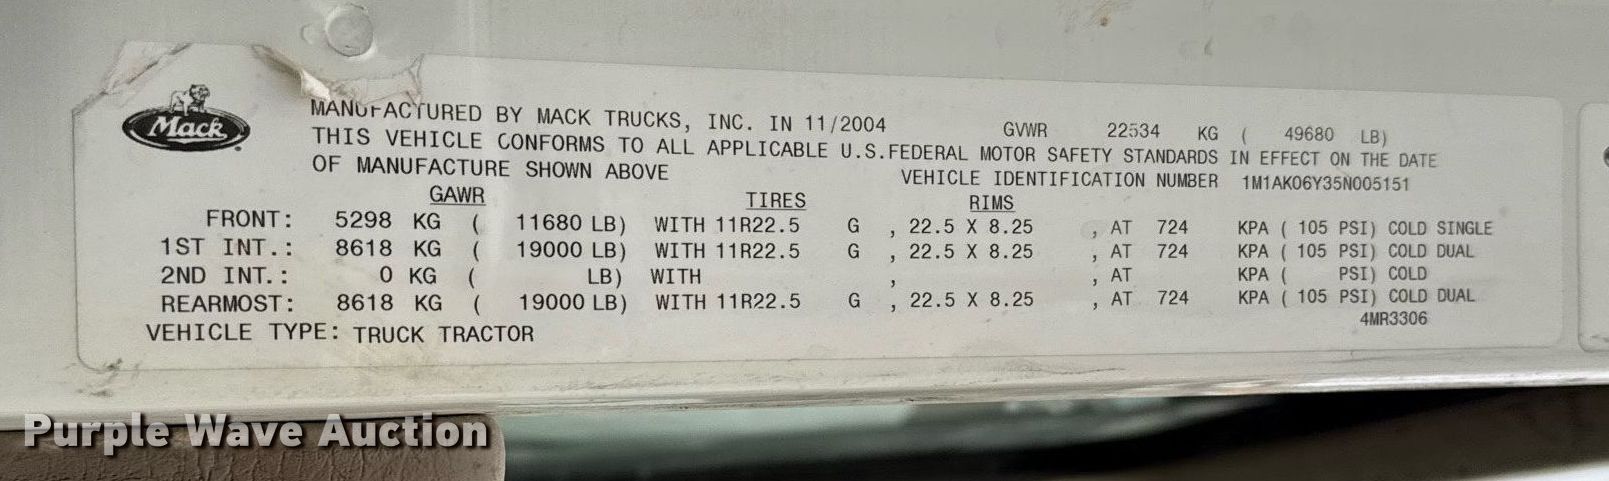 Mack
MANUFACTURED BY MACK TRUCKS, INC. IN 11/2004 GVWR 22534 KG ( 49680 LB)
THIS VEHICLE CONFORMS TO ALL APPLICABLE U.S.FEDERAL MOTOR SAFETY STANDARDS IN EFFECT ON THE DATE
OF MANUFACTURE SHOWN ABOVE VEHICLE IDENTIFICATION NUMBER 1M1AK06Y35N005151
GAWR TIRES RIMS
FRONT: 5298 KG ( 11680 LB) WITH 11R22.5 G , 22.5 X 8.25 , AT 724 KPA ( 105 PSI) COLD SINGLE
1ST INT.: 8618 KG ( 19000 LB) WITH 11R22.5 G , 22.5 X 8.25 , AT 724 KPA ( 105 PSI) COLD DUAL
2ND INT.: 0 KG ( LB) WITH , , AT KPA ( PSI) COLD
REARMOST: 8618 KG ( 19000 LB) WITH 11R22.5 G , 22.5 X 8.25 , AT 724 KPA ( 105 PSI) COLD DUAL
4MR3306
VEHICLE TYPE: TRUCK TRACTOR
Purple Wave Auction